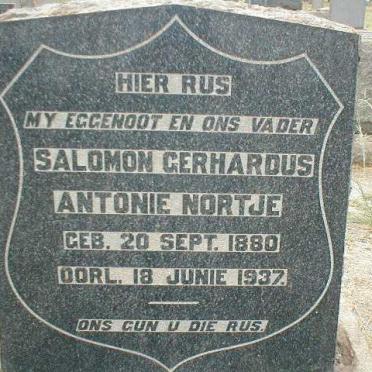 HIER RUS
MY EGGENOOT EN ONS VADER
SALOMON GERHARDUS
ANTONIE NORTJE
GEB. 20 SEPT. 1880
OORL. 18 JUNIE 1937.
ONS GUN U DIE RUS.